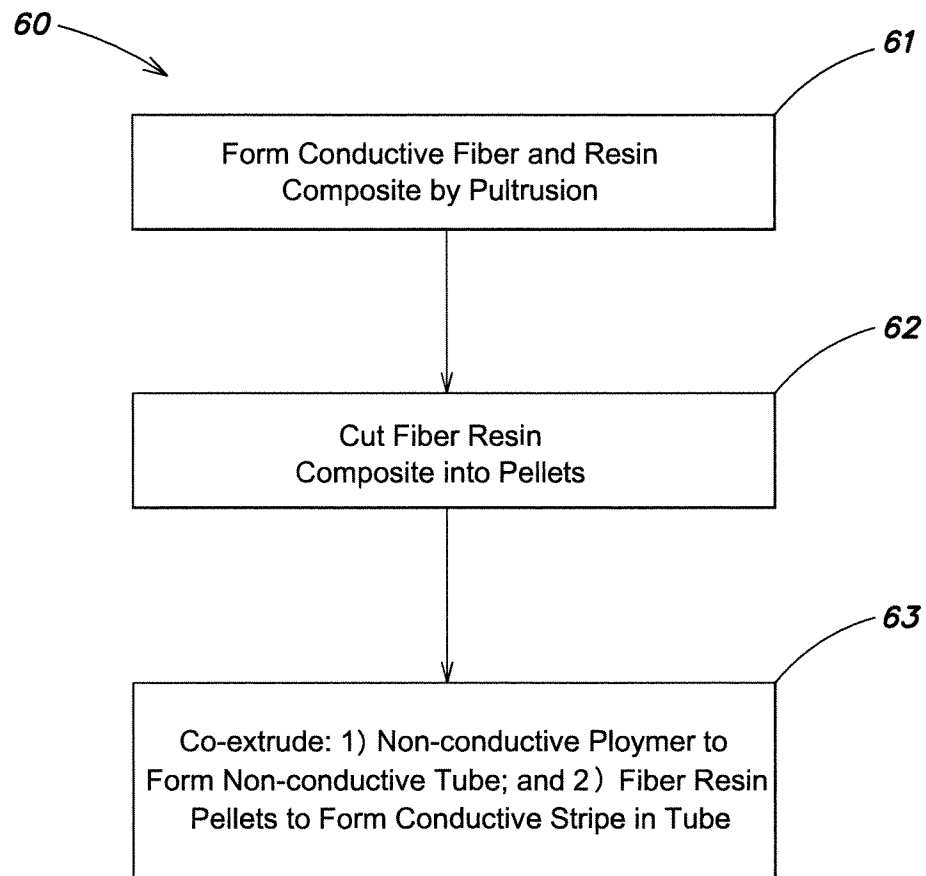 60
61
Form Conductive Fiber and Resin
Composite by Pultrusion
62
Cut Fiber Resin
Composite into Pellets
63
Co-extrude: 1) Non-conductive Ploymer to
Form Non-conductive Tube; and 2) Fiber Resin
Pellets to Form Conductive Stripe in Tube